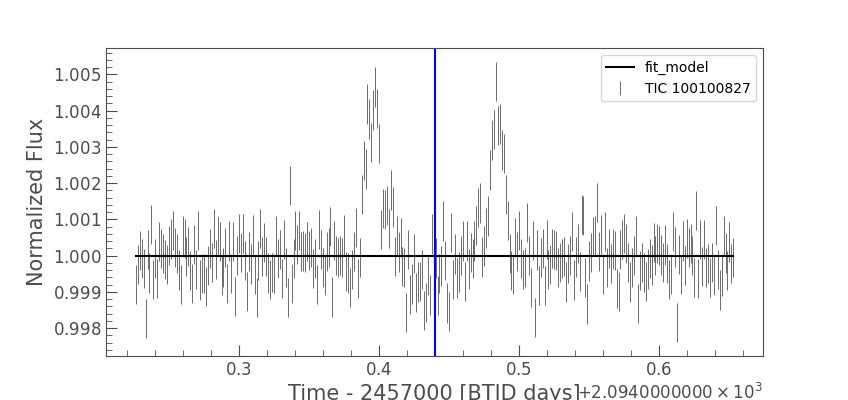 1.005
1.004
1.003
1.002
1.001
1.000
0.999
0.998
Normalized Flux
fit_model
TIC 100100827
0.3 0.4 0.5 0.6
Time - 2457000 [BTJD days]
+2.0940000000 × 10³